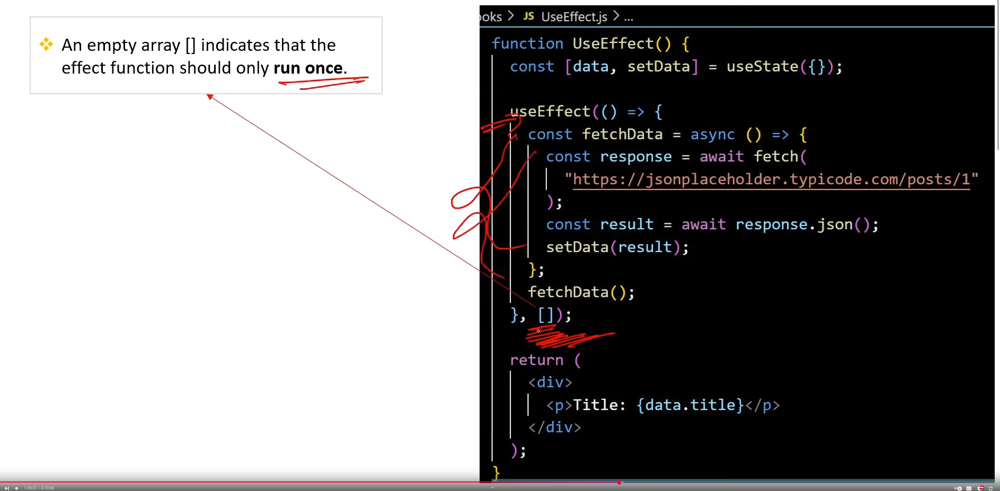 An empty array [] indicates that the
effect function should only run once.
ooks > JS UseEffect.js > ...
function UseEffect() {
const [data, setData] = useState({});
useEffect(() => {
const fetchData = async () => {
const response = await fetch(
"https://jsonplaceholder.typicode.com/posts/1"
);
const result = await response.json();
setData(result);
};
fetchData();
}, []);
return (
<div>
<p>Title: {data.title}</p>
</div>
);
}
1:59:07 / 3:10:06